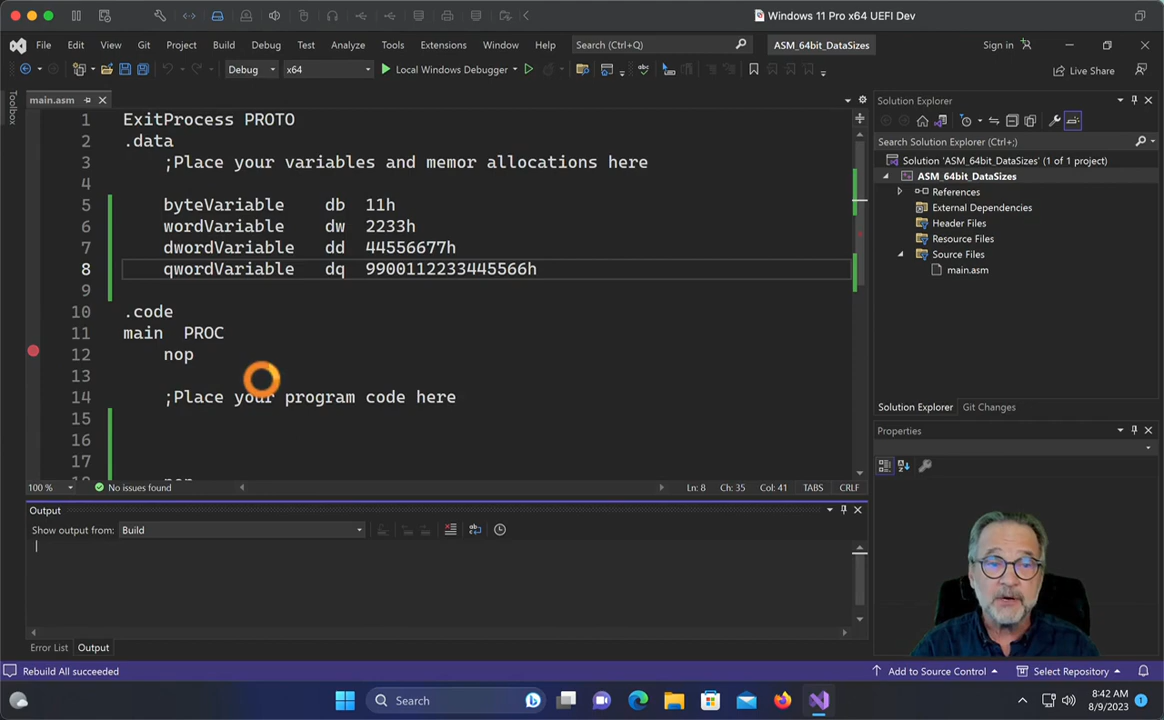 Windows 11 Pro x64 UEFI Dev
File Edit View Git Project Build Debug Test Analyze Tools Extensions Window Help Search (Ctrl+Q) ASM_64bit_DataSizes Sign in
Debug x64 Local Windows Debugger Live Share
Toolbox
main.asm
1 ExitProcess PROTO
2 .data
3 ;Place your variables and memor allocations here
4
5 byteVariable db 11h
6 wordVariable dw 2233h
7 dwordVariable dd 44556677h
8 qwordVariable dq 9900112233445566h
9
10 .code
11 main PROC
12 nop
13
14 ;Place your program code here
15
16
17
100 % No issues found Ln: 8 Ch: 35 Col: 41 TABS CRLF
Output
Show output from: Build
Error List Output
Solution Explorer
Search Solution Explorer (Ctrl+;)
Solution 'ASM_64bit_DataSizes' (1 of 1 project)
ASM_64bit_DataSizes
References
External Dependencies
Header Files
Resource Files
Source Files
main.asm
Solution Explorer Git Changes
Properties
Rebuild All succeeded Add to Source Control Select Repository
Search
8:42 AM
8/9/2023